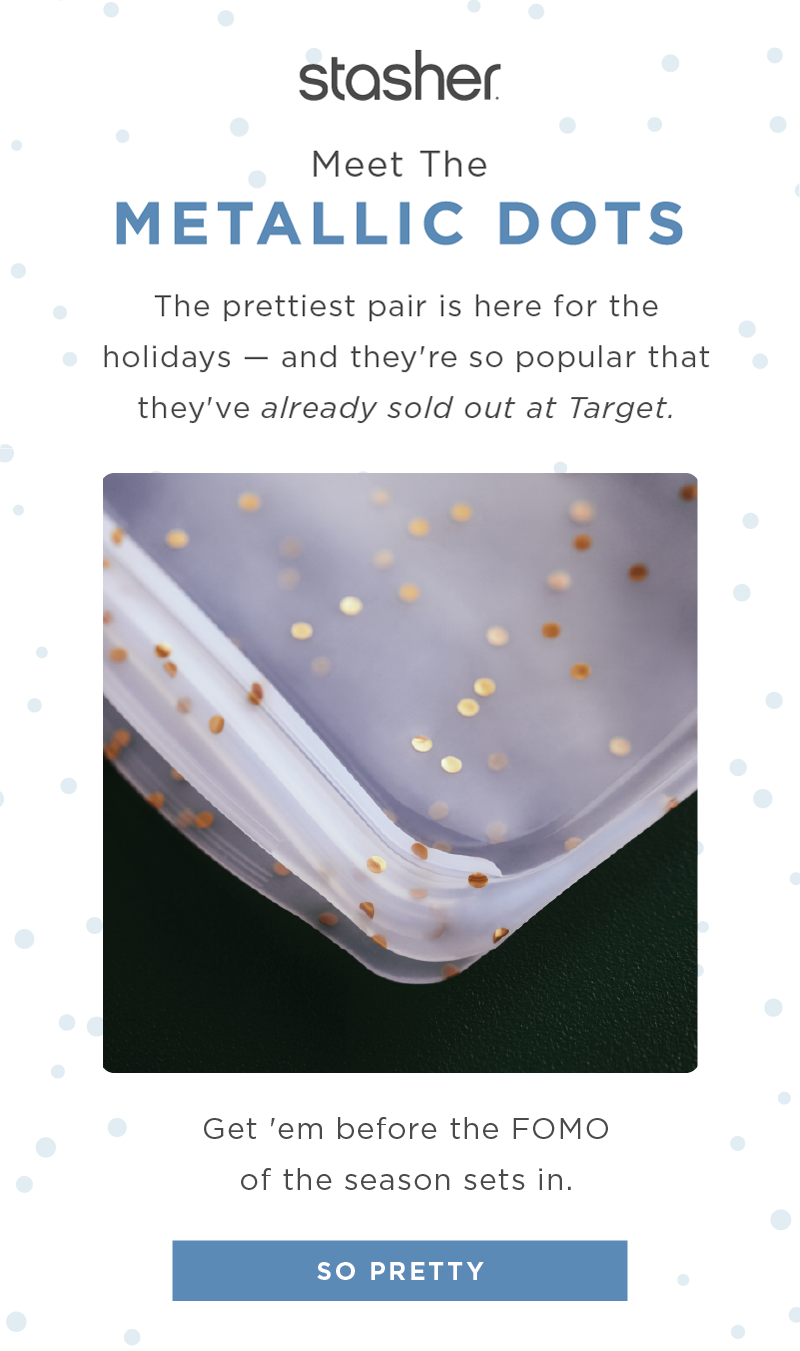 stasher
Meet The
METALLIC DOTS
The prettiest pair is here for the
holidays — and they're so popular that
they've already sold out at Target.
Get 'em before the FOMO
of the season sets in.
SO PRETTY